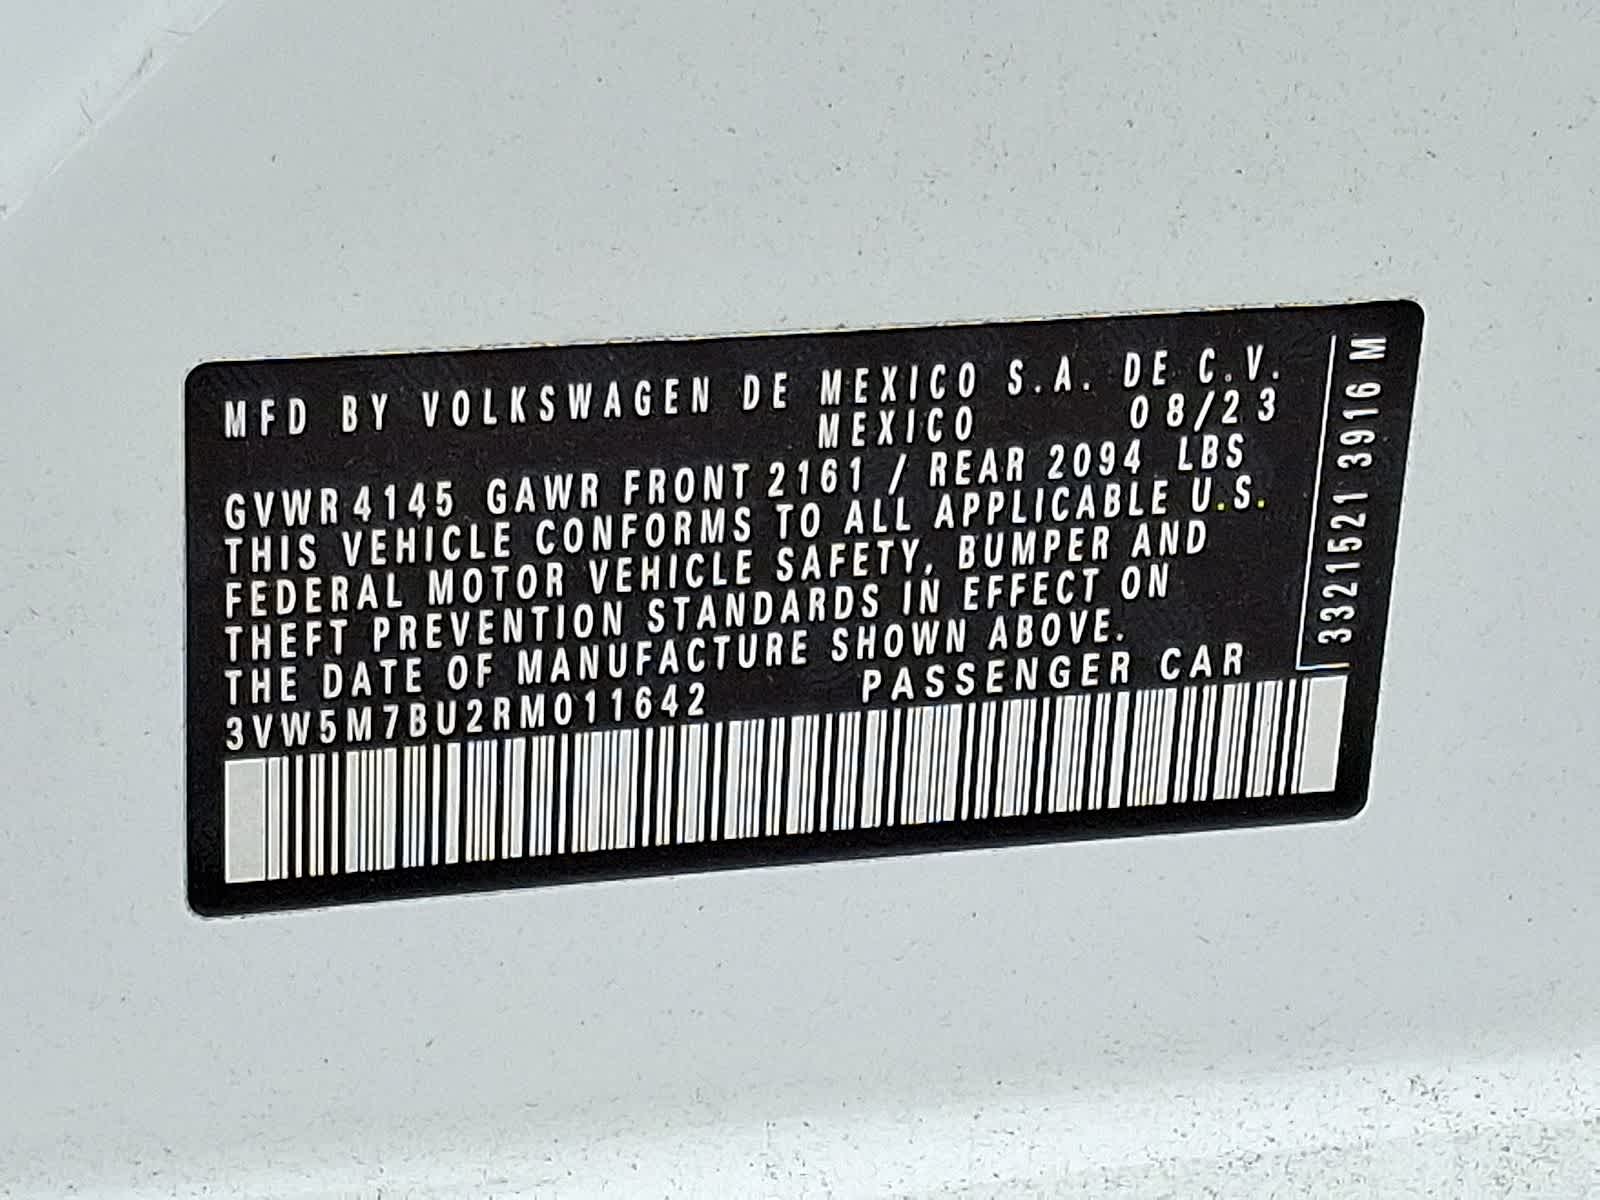 MFD BY VOLKSWAGEN DE MEXICO S.A. DE C.V.
MEXICO 08/23
GVWR 4145 GAWR FRONT 2161 / REAR 2094 LBS
THIS VEHICLE CONFORMS TO ALL APPLICABLE U.S.
FEDERAL MOTOR VEHICLE SAFETY, BUMPER AND
THEFT PREVENTION STANDARDS IN EFFECT ON
THE DATE OF MANUFACTURE SHOWN ABOVE.
3VW5M7BU2RM011642 PASSENGER CAR
3321521 3916 M